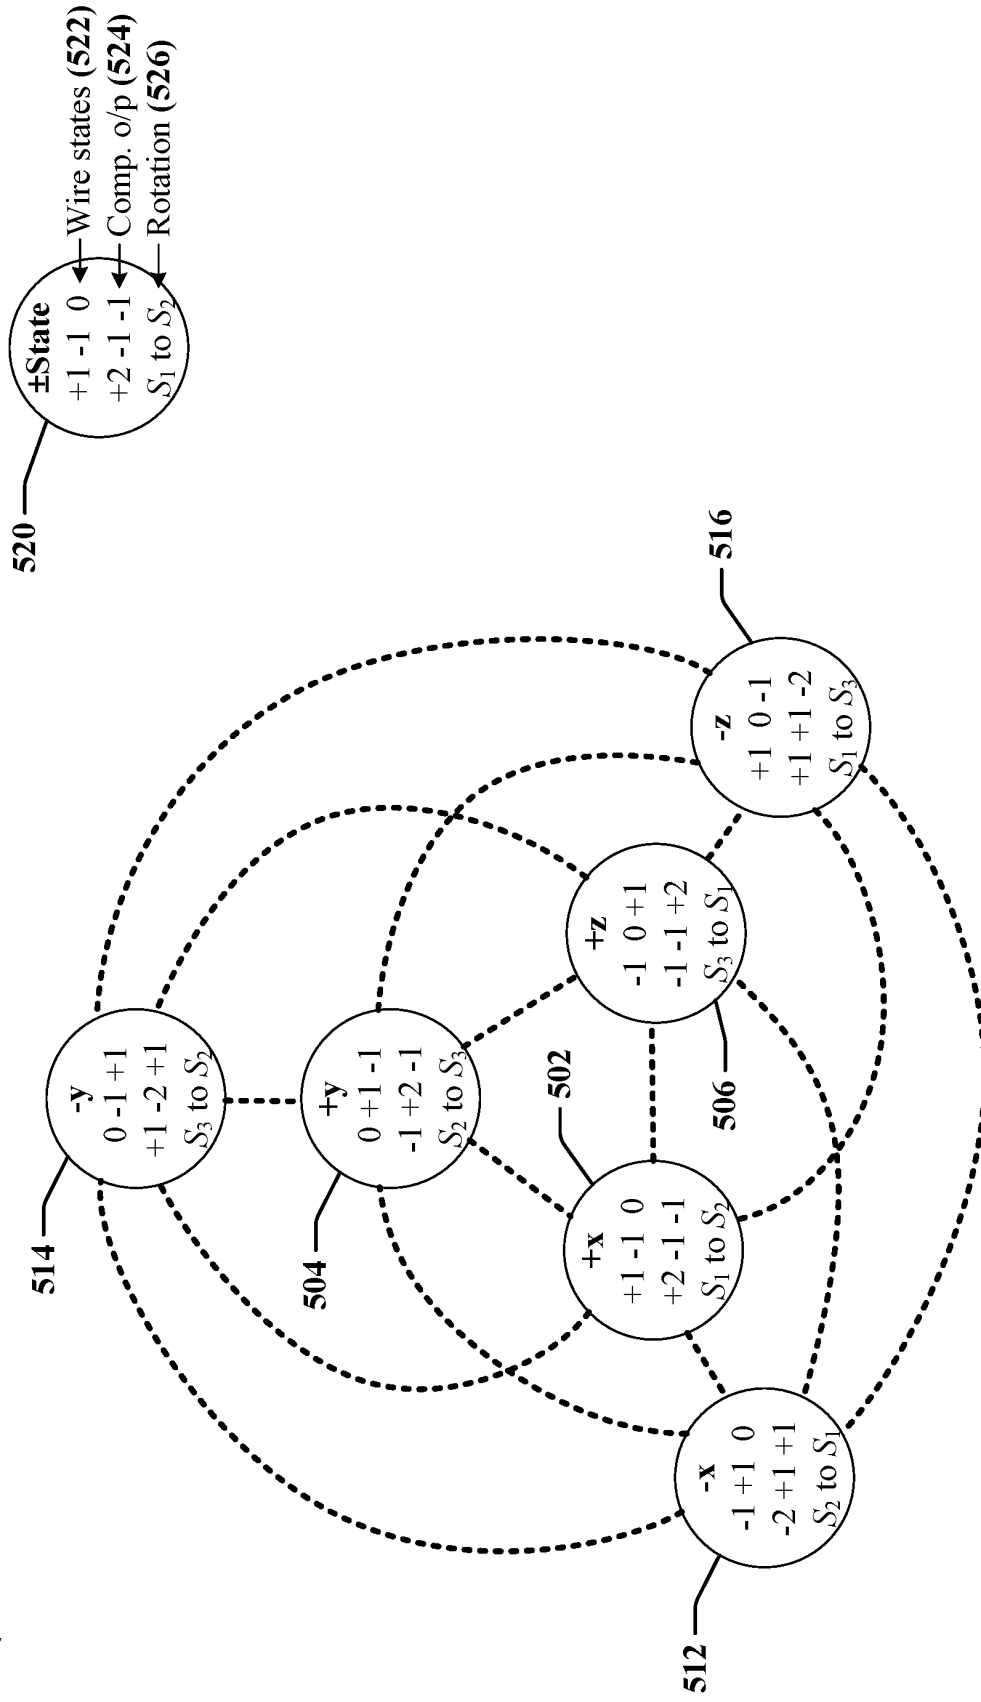 520
±State
+1 -1 0
+2 -1 -1
S₁ to S₂
Wire states (522)
Comp. o/p (524)
Rotation (526)
514
-y
0 -1 +1
+1 -2 +1
S₃ to S₂
504
+y
0 +1 -1
-1 +2 -1
S₂ to S₃
502
+x
+1 -1 0
+2 -1 -1
S₁ to S₂
506
+z
-1 0 +1
-1 -1 +2
S₃ to S₁
512
-x
-1 +1 0
-2 +1 +1
S₂ to S₁
516
-z
+1 0 -1
+1 +1 -2
S₁ to S₃